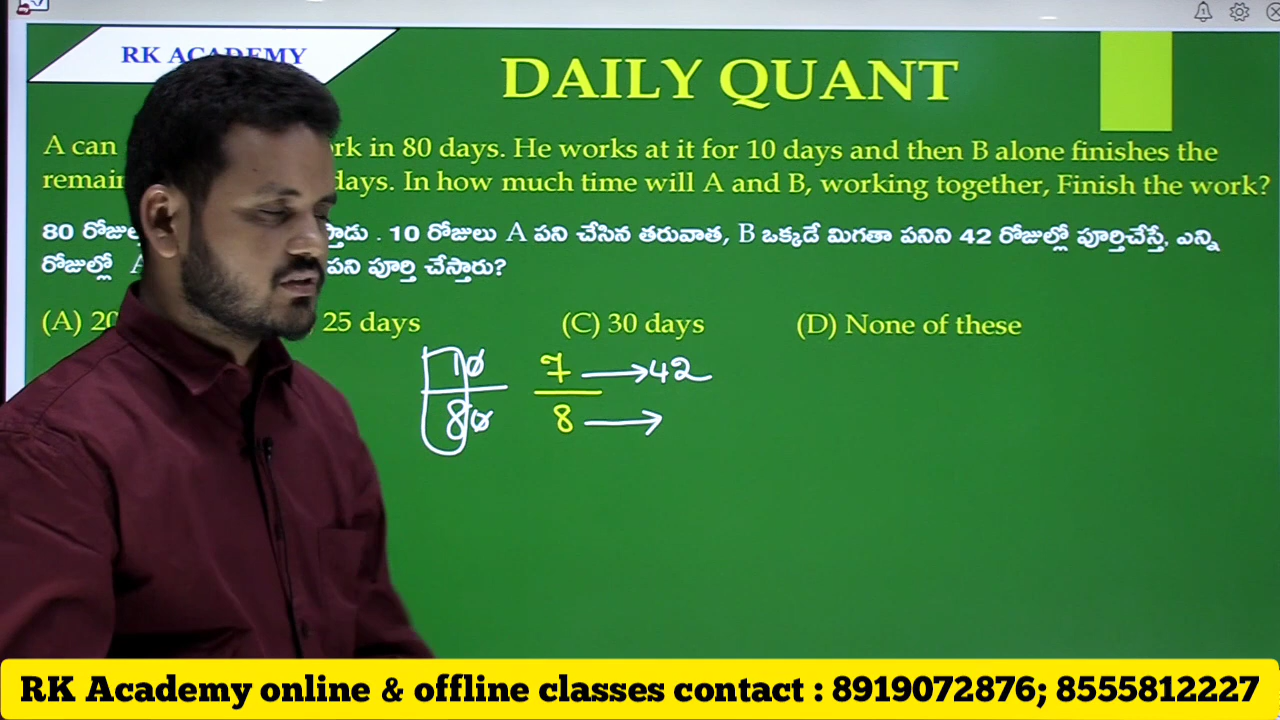 RK ACADEMY
DAILY QUANT
A can rk in 80 days. He works at it for 10 days and then B alone finishes the
remain days. In how much time will A and B, working together, Finish the work?
80 రోజుల . 10 రోజులు A పని చేసిన తరువాత, B ఒక్కడే మిగతా పనిని 42 రోజుల్లో పూర్తిచేస్తే, ఎన్ని
రోజుల్లో పని పూర్తి చేస్తారు?
(A) 20 25 days (C) 30 days (D) None of these
10 7 → 42
80 8 →
RK Academy online & offline classes contact : 8919072876; 8555812227